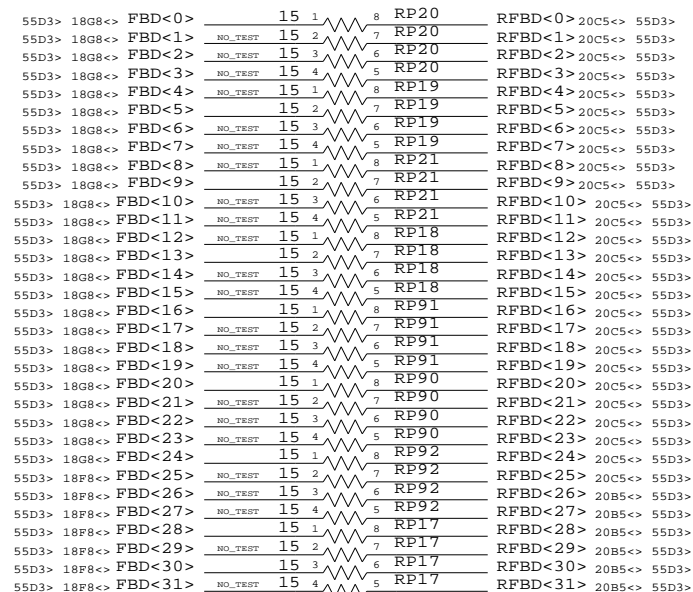 55D3> 18G8<> FBD<0> 15 1 8 RP20 RFBD<0> 20C5<> 55D3>
55D3> 18G8<> FBD<1> NO_TEST 15 2 7 RP20 RFBD<1> 20C5<> 55D3>
55D3> 18G8<> FBD<2> NO_TEST 15 3 6 RP20 RFBD<2> 20C5<> 55D3>
55D3> 18G8<> FBD<3> NO_TEST 15 4 5 RP20 RFBD<3> 20C5<> 55D3>
55D3> 18G8<> FBD<4> NO_TEST 15 1 8 RP19 RFBD<4> 20C5<> 55D3>
55D3> 18G8<> FBD<5> 15 2 7 RP19 RFBD<5> 20C5<> 55D3>
55D3> 18G8<> FBD<6> NO_TEST 15 3 6 RP19 RFBD<6> 20C5<> 55D3>
55D3> 18G8<> FBD<7> NO_TEST 15 4 5 RP19 RFBD<7> 20C5<> 55D3>
55D3> 18G8<> FBD<8> NO_TEST 15 1 8 RP21 RFBD<8> 20C5<> 55D3>
55D3> 18G8<> FBD<9> 15 2 7 RP21 RFBD<9> 20C5<> 55D3>
55D3> 18G8<> FBD<10> NO_TEST 15 3 6 RP21 RFBD<10> 20C5<> 55D3>
55D3> 18G8<> FBD<11> NO_TEST 15 4 5 RP21 RFBD<11> 20C5<> 55D3>
55D3> 18G8<> FBD<12> NO_TEST 15 1 8 RP18 RFBD<12> 20C5<> 55D3>
55D3> 18G8<> FBD<13> 15 2 7 RP18 RFBD<13> 20C5<> 55D3>
55D3> 18G8<> FBD<14> NO_TEST 15 3 6 RP18 RFBD<14> 20C5<> 55D3>
55D3> 18G8<> FBD<15> NO_TEST 15 4 5 RP18 RFBD<15> 20C5<> 55D3>
55D3> 18G8<> FBD<16> 15 1 8 RP91 RFBD<16> 20C5<> 55D3>
55D3> 18G8<> FBD<17> NO_TEST 15 2 7 RP91 RFBD<17> 20C5<> 55D3>
55D3> 18G8<> FBD<18> NO_TEST 15 3 6 RP91 RFBD<18> 20C5<> 55D3>
55D3> 18G8<> FBD<19> NO_TEST 15 4 5 RP91 RFBD<19> 20C5<> 55D3>
55D3> 18G8<> FBD<20> 15 1 8 RP90 RFBD<20> 20C5<> 55D3>
55D3> 18G8<> FBD<21> NO_TEST 15 2 7 RP90 RFBD<21> 20C5<> 55D3>
55D3> 18G8<> FBD<22> NO_TEST 15 3 6 RP90 RFBD<22> 20C5<> 55D3>
55D3> 18G8<> FBD<23> NO_TEST 15 4 5 RP90 RFBD<23> 20C5<> 55D3>
55D3> 18G8<> FBD<24> 15 1 8 RP92 RFBD<24> 20C5<> 55D3>
55D3> 18F8<> FBD<25> NO_TEST 15 2 7 RP92 RFBD<25> 20C5<> 55D3>
55D3> 18F8<> FBD<26> NO_TEST 15 3 6 RP92 RFBD<26> 20B5<> 55D3>
55D3> 18F8<> FBD<27> NO_TEST 15 4 5 RP92 RFBD<27> 20B5<> 55D3>
55D3> 18F8<> FBD<28> 15 1 8 RP17 RFBD<28> 20B5<> 55D3>
55D3> 18F8<> FBD<29> NO_TEST 15 2 7 RP17 RFBD<29> 20B5<> 55D3>
55D3> 18F8<> FBD<30> 15 3 6 RP17 RFBD<30> 20B5<> 55D3>
55D3> 18F8<> FBD<31> NO_TEST 15 4 5 RP17 RFBD<31> 20B5<> 55D3>